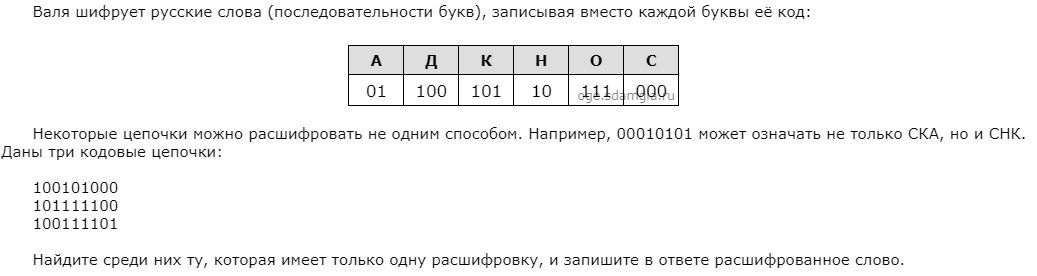 Валя шифрует русские слова (последовательности букв), записывая вместо каждой буквы её код:
А Д К Н О С
01 100 101 10 111 000
oge.sdamgia.ru
Некоторые цепочки можно расшифровать не одним способом. Например, 00010101 может означать не только СКА, но и СНК.
Даны три кодовые цепочки:
100101000
101111100
100111101
Найдите среди них ту, которая имеет только одну расшифровку, и запишите в ответе расшифрованное слово.